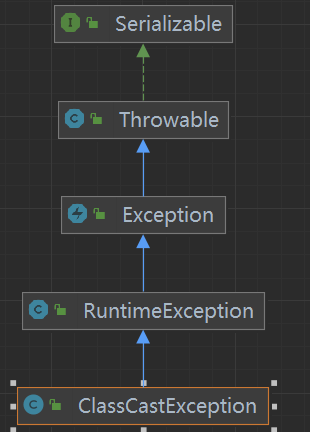 I Serializable
C Throwable
Exception
C RuntimeException
C ClassCastException